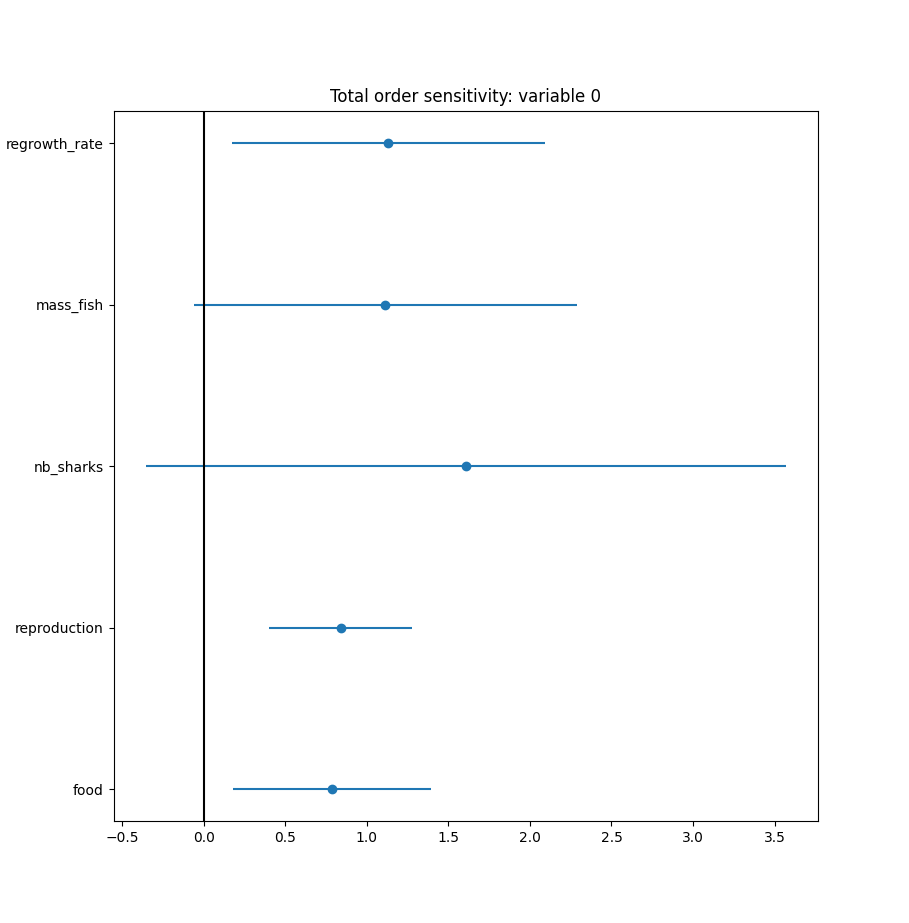 Total order sensitivity: variable 0
regrowth_rate
mass_fish
nb_sharks
reproduction
food
−0.5 0.0 0.5 1.0 1.5 2.0 2.5 3.0 3.5